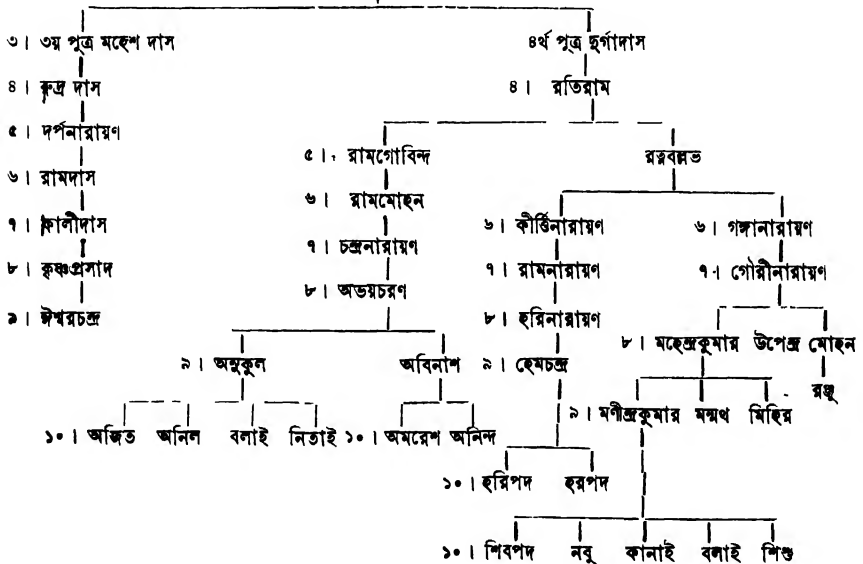 ৩। ৩য় পুত্র মহেশ দাস ৪র্থ পুত্র দুর্গাদাস
৪। রুদ্র দাস ৪। রতিরাম
৫। দর্পনারায়ণ
৫। রামগোবিন্দ রত্নবল্লভ
৬। রামদাস
৬। রামমোহন
৭। কালীদাস ৬। কীর্ত্তিনারায়ণ ৬। গঙ্গানারায়ণ
৭। চন্দ্রনারায়ণ
৮। কৃষ্ণপ্রসাদ ৭। রামনারায়ণ ৭। গৌরীনারায়ণ
৮। অভয়চরণ
৯। ঈশ্বরচন্দ্র ৮। হরিনারায়ণ
৮। মহেন্দ্রকুমার উপেন্দ্র মোহন
৯। অনুকূল অবিনাশ ৯। হেমচন্দ্র
রঞ্জু
৯। মণীন্দ্রকুমার মন্মথ মিহির
১০। অজিত অনিল বলাই নিতাই ১০। অমরেশ অনিন্দ
১০। হরিপদ হরপদ
১০। শিবপদ নবু কানাই বলাই শিশু